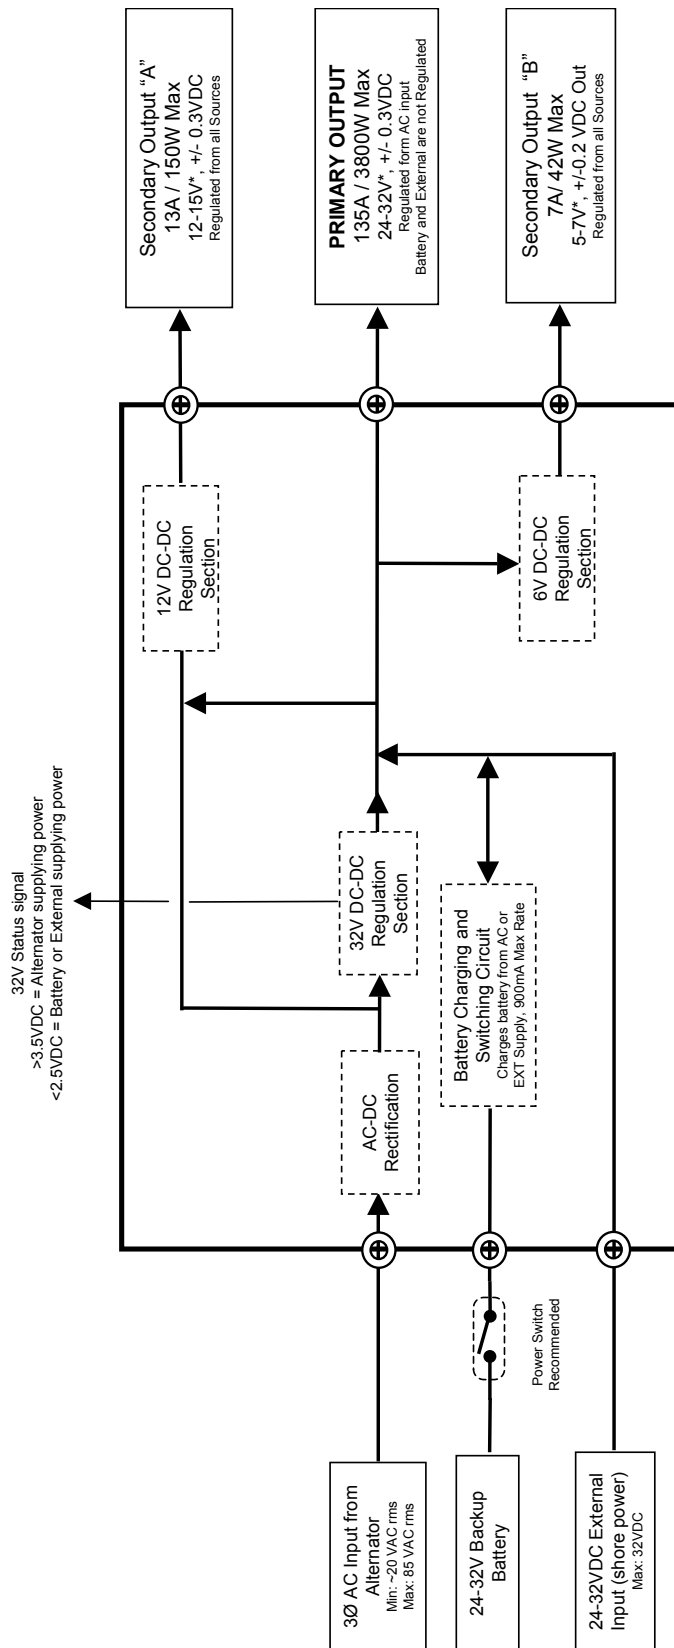 32V Status signal
>3.5VDC = Alternator supplying power
<2.5VDC = Battery or External supplying power
3Ø AC Input from
Alternator
Min: ~20 VAC rms
Max: 85 VAC rms
24-32V Backup
Battery
24-32VDC External
Input (shore power)
Max: 32VDC
Power Switch
Recommended
AC-DC
Rectification
32V DC-DC
Regulation
Section
Battery Charging and
Switching Circuit
Charges battery from AC or
EXT Supply, 900mA Max Rate
12V DC-DC
Regulation
Section
6V DC-DC
Regulation
Section
Secondary Output “A”
13A / 150W Max
12-15V*, +/- 0.3VDC
Regulated from all Sources
PRIMARY OUTPUT
135A / 3800W Max
24-32V*, +/- 0.3VDC
Regulated form AC input
Battery and External are not Regulated
Secondary Output “B”
7A/ 42W Max
5-7V*, +/-0.2 VDC Out
Regulated from all Sources